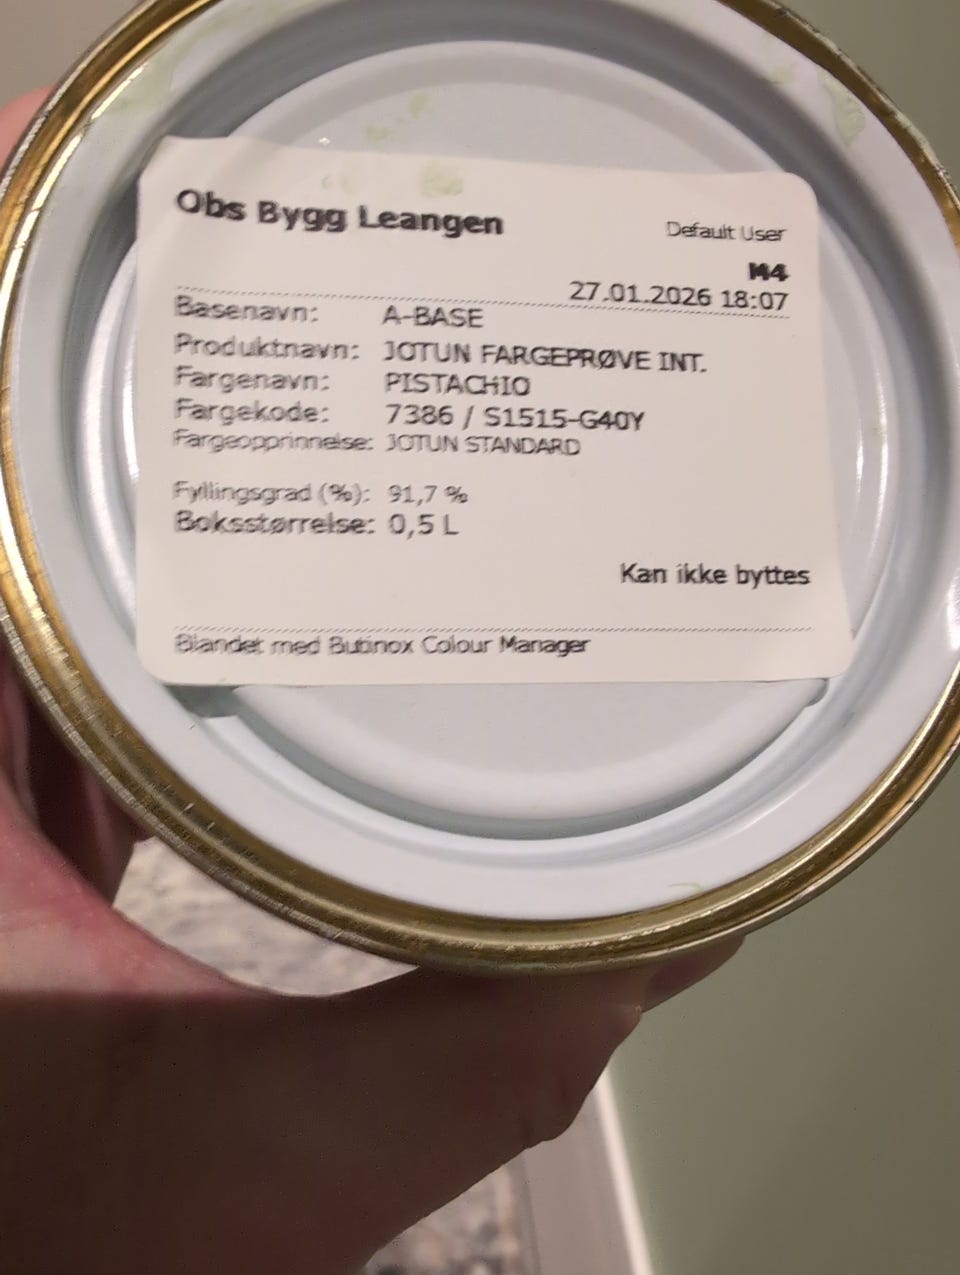 Obs Bygg Leangen
Default User
M4
27.01.2026 18:07
Basenavn: A-BASE
Produktnavn: JOTUN FARGEPRØVE INT.
Fargenavn: PISTACHIO
Fargekode: 7386 / S1515-G40Y
Fargeopprinnelse: JOTUN STANDARD
Fyllingsgrad (%): 91,7 %
Boksstørrelse: 0,5 L
Kan ikke byttes
Blandet med Butinox Colour Manager